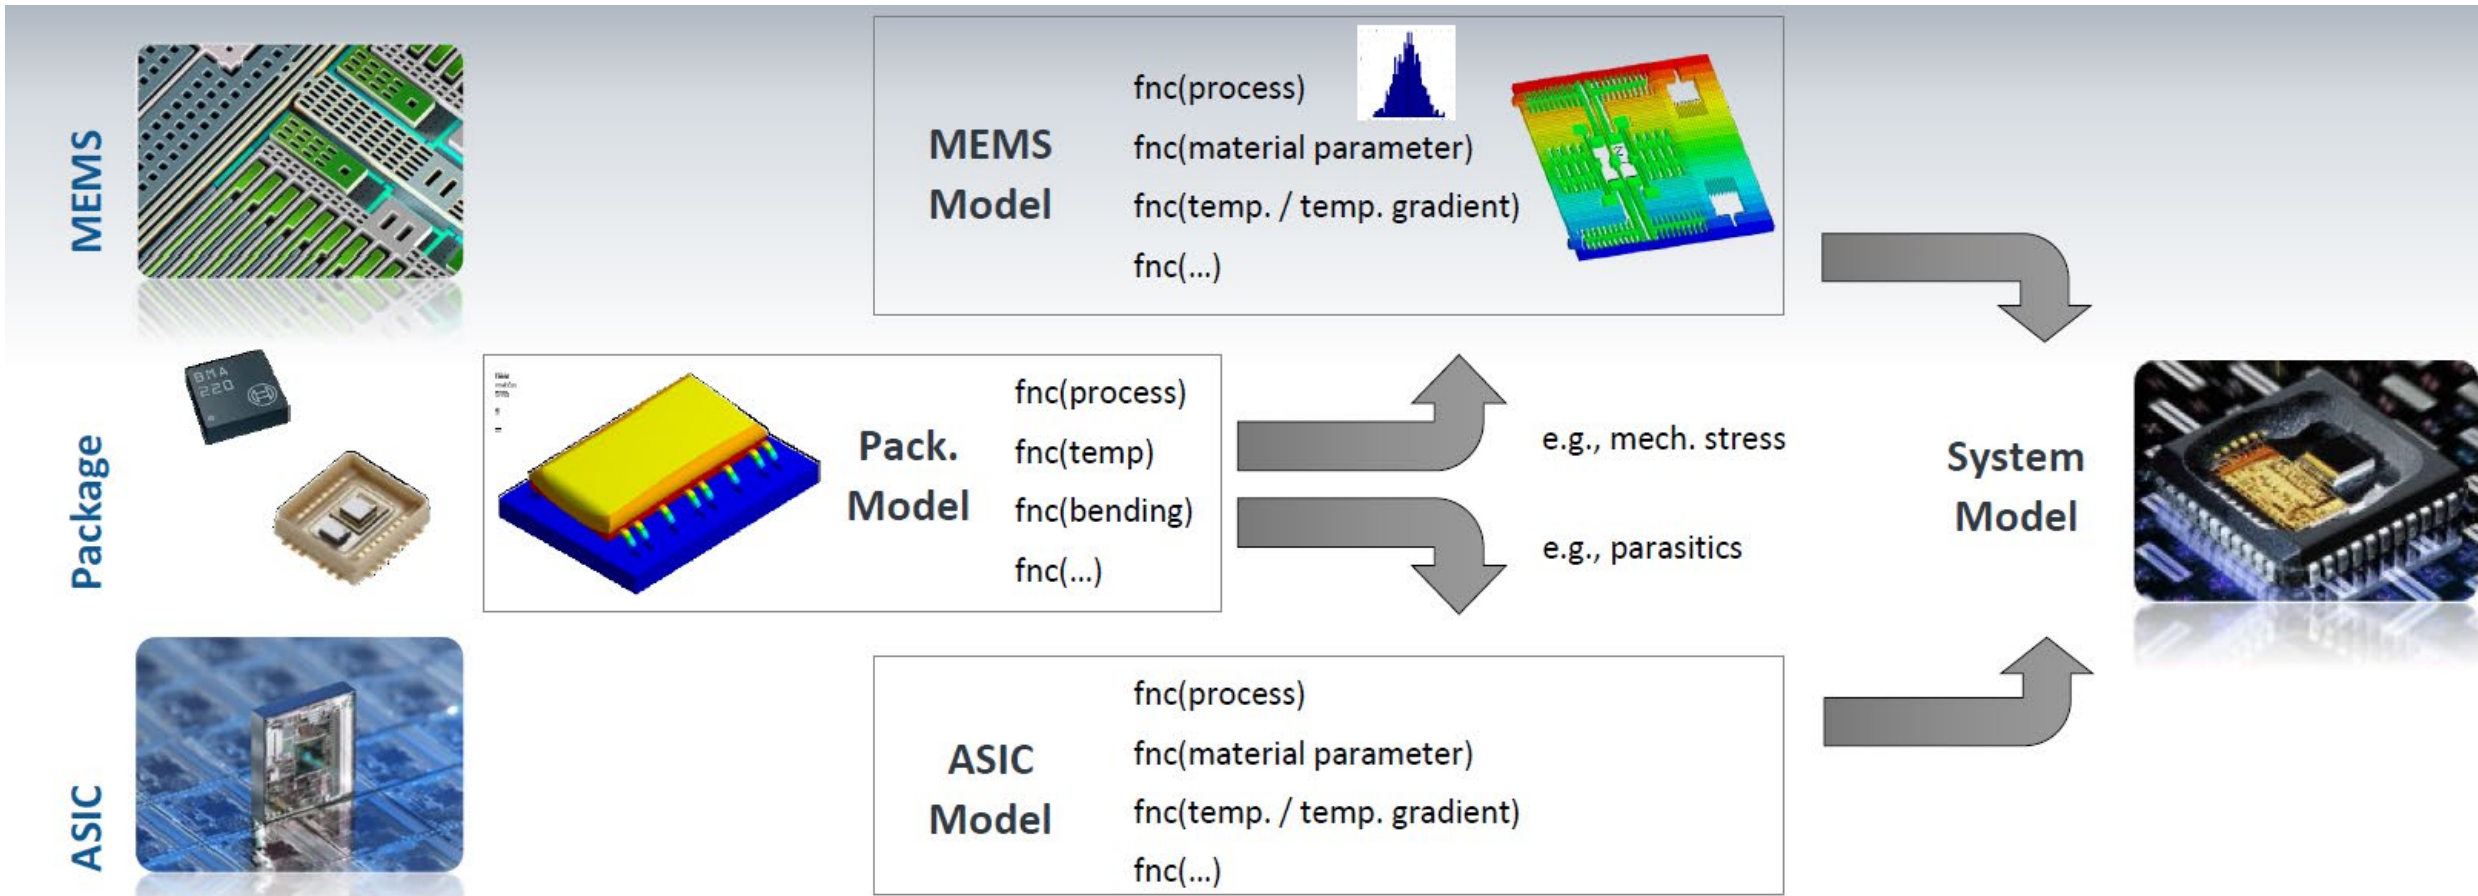 MEMS
MEMS
Model
fnc(process)
fnc(material parameter)
fnc(temp. / temp. gradient)
fnc(...)
Package
BMA
220
Pack.
Model
fnc(process)
fnc(temp)
fnc(bending)
fnc(...)
e.g., mech. stress
e.g., parasitics
System
Model
ASIC
ASIC
Model
fnc(process)
fnc(material parameter)
fnc(temp. / temp. gradient)
fnc(...)